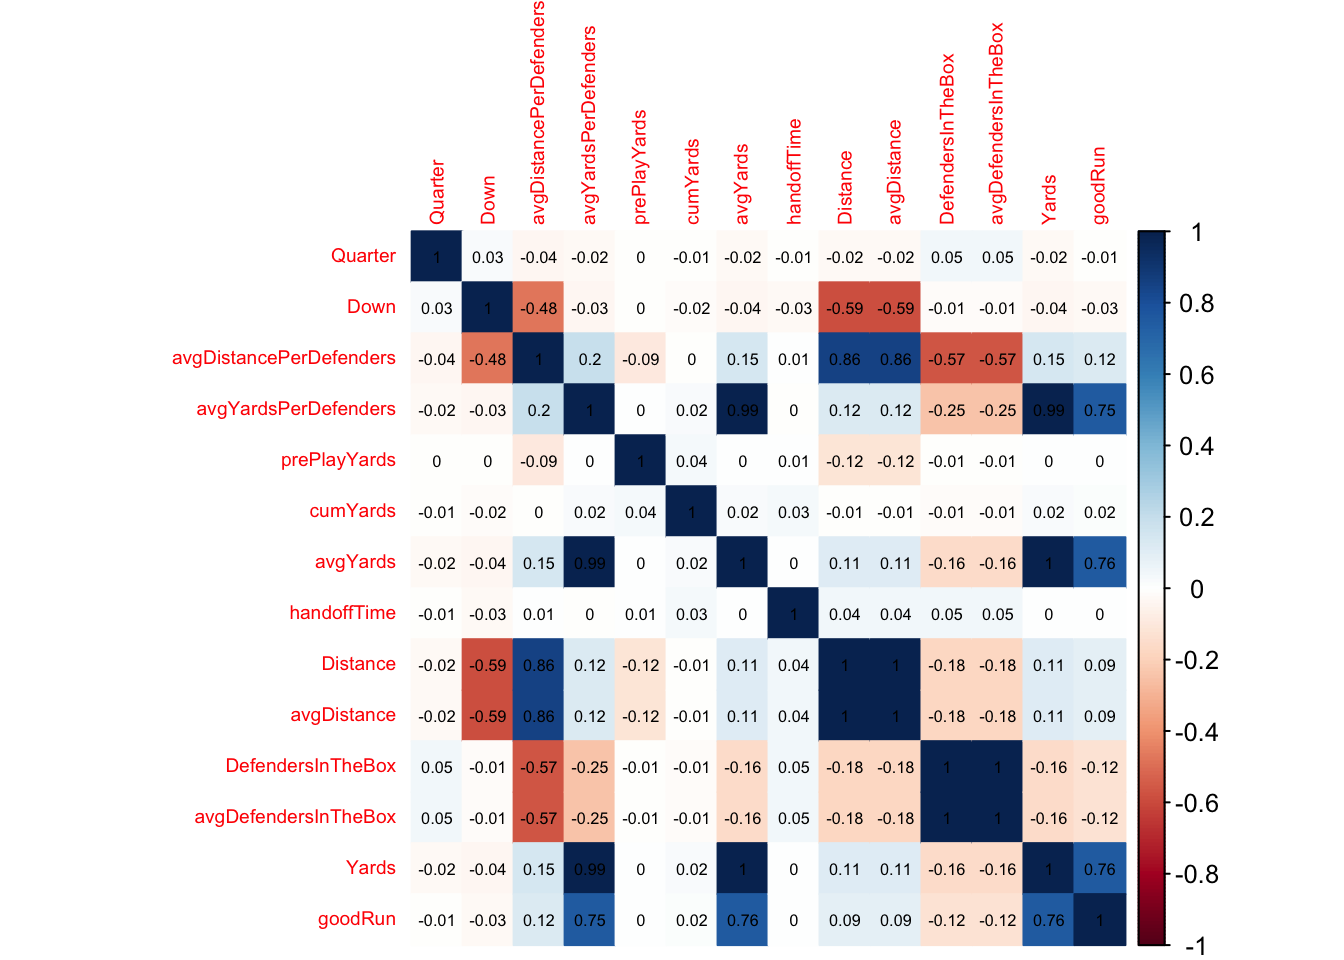 Quarter
Down
avgDistancePerDefenders
avgYardsPerDefenders
prePlayYards
cumYards
avgYards
handoffTime
Distance
avgDistance
DefendersInTheBox
avgDefendersInTheBox
Yards
goodRun
Quarter 1 0.03 -0.04 -0.02 0 -0.01 -0.02 -0.01 -0.02 -0.02 0.05 0.05 -0.02 -0.01
Down 0.03 1 -0.48 -0.03 0 -0.02 -0.04 -0.03 -0.59 -0.59 -0.01 -0.01 -0.04 -0.03
avgDistancePerDefenders -0.04 -0.48 1 0.2 -0.09 0 0.15 0.01 0.86 0.86 -0.57 -0.57 0.15 0.12
avgYardsPerDefenders -0.02 -0.03 0.2 1 0 0.02 0.99 0 0.12 0.12 -0.25 -0.25 0.99 0.75
prePlayYards 0 0 -0.09 0 1 0.04 0 0.01 -0.12 -0.12 -0.01 -0.01 0 0
cumYards -0.01 -0.02 0 0.02 0.04 1 0.02 0.03 -0.01 -0.01 -0.01 -0.01 0.02 0.02
avgYards -0.02 -0.04 0.15 0.99 0 0.02 1 0 0.11 0.11 -0.16 -0.16 1 0.76
handoffTime -0.01 -0.03 0.01 0 0.01 0.03 0 1 0.04 0.04 0.05 0.05 0 0
Distance -0.02 -0.59 0.86 0.12 -0.12 -0.01 0.11 0.04 1 1 -0.18 -0.18 0.11 0.09
avgDistance -0.02 -0.59 0.86 0.12 -0.12 -0.01 0.11 0.04 1 1 -0.18 -0.18 0.11 0.09
DefendersInTheBox 0.05 -0.01 -0.57 -0.25 -0.01 -0.01 -0.16 0.05 -0.18 -0.18 1 1 -0.16 -0.12
avgDefendersInTheBox 0.05 -0.01 -0.57 -0.25 -0.01 -0.01 -0.16 0.05 -0.18 -0.18 1 1 -0.16 -0.12
Yards -0.02 -0.04 0.15 0.99 0 0.02 1 0 0.11 0.11 -0.16 -0.16 1 0.76
goodRun -0.01 -0.03 0.12 0.75 0 0.02 0.76 0 0.09 0.09 -0.12 -0.12 0.76 1
1
0.8
0.6
0.4
0.2
0
-0.2
-0.4
-0.6
-0.8
-1